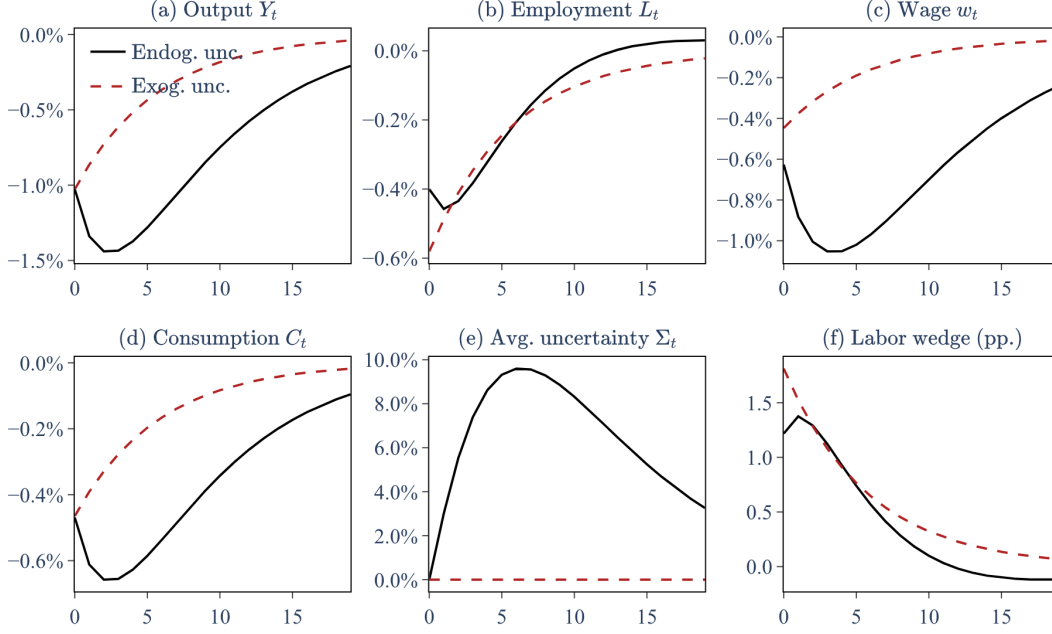 (a) Output Y_t
(b) Employment L_t
(c) Wage w_t
0.0%
−0.5%
−1.0%
−1.5%
Endog. unc.
Exog. unc.
0 5 10 15
0.0%
−0.2%
−0.4%
−0.6%
0 5 10 15
0.0%
−0.2%
−0.4%
−0.6%
−0.8%
−1.0%
0 5 10 15
(d) Consumption C_t
(e) Avg. uncertainty Σ_t
(f) Labor wedge (pp.)
0.0%
−0.2%
−0.4%
−0.6%
0 5 10 15
10.0%
8.0%
6.0%
4.0%
2.0%
0.0%
0 5 10 15
1.5
1.0
0.5
0.0
0 5 10 15